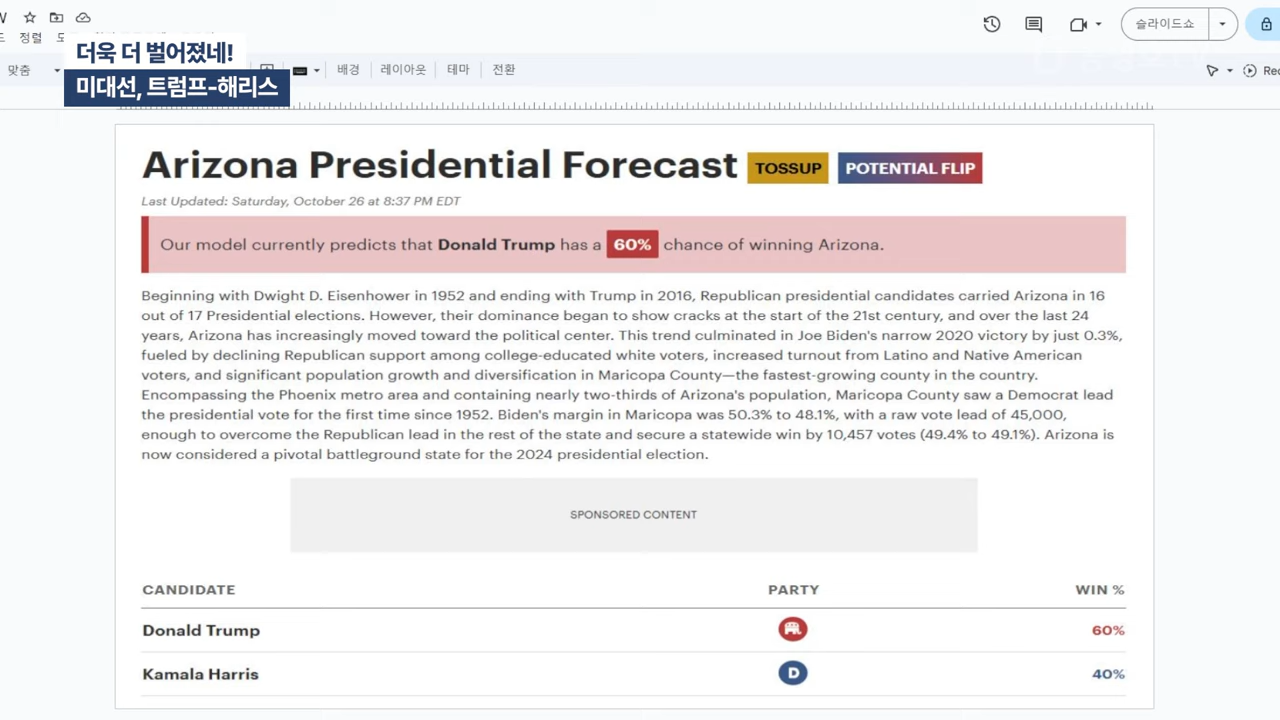 슬라이드쇼
정렬
더욱 더 벌어졌네!
미대선, 트럼프-해리스
맞춤
배경
레이아웃
테마
전환
Rec
Arizona Presidential Forecast TOSSUP POTENTIAL FLIP
Last Updated: Saturday, October 26 at 8:37 PM EDT
Our model currently predicts that Donald Trump has a 60% chance of winning Arizona.
Beginning with Dwight D. Eisenhower in 1952 and ending with Trump in 2016, Republican presidential candidates carried Arizona in 16
out of 17 Presidential elections. However, their dominance began to show cracks at the start of the 21st century, and over the last 24
years, Arizona has increasingly moved toward the political center. This trend culminated in Joe Biden's narrow 2020 victory by just 0.3%,
fueled by declining Republican support among college-educated white voters, increased turnout from Latino and Native American
voters, and significant population growth and diversification in Maricopa County—the fastest-growing county in the country.
Encompassing the Phoenix metro area and containing nearly two-thirds of Arizona's population, Maricopa County saw a Democrat lead
the presidential vote for the first time since 1952. Biden's margin in Maricopa was 50.3% to 48.1%, with a raw vote lead of 45,000,
enough to overcome the Republican lead in the rest of the state and secure a statewide win by 10,457 votes (49.4% to 49.1%). Arizona is
now considered a pivotal battleground state for the 2024 presidential election.
SPONSORED CONTENT
CANDIDATE PARTY WIN %
Donald Trump 60%
Kamala Harris D 40%